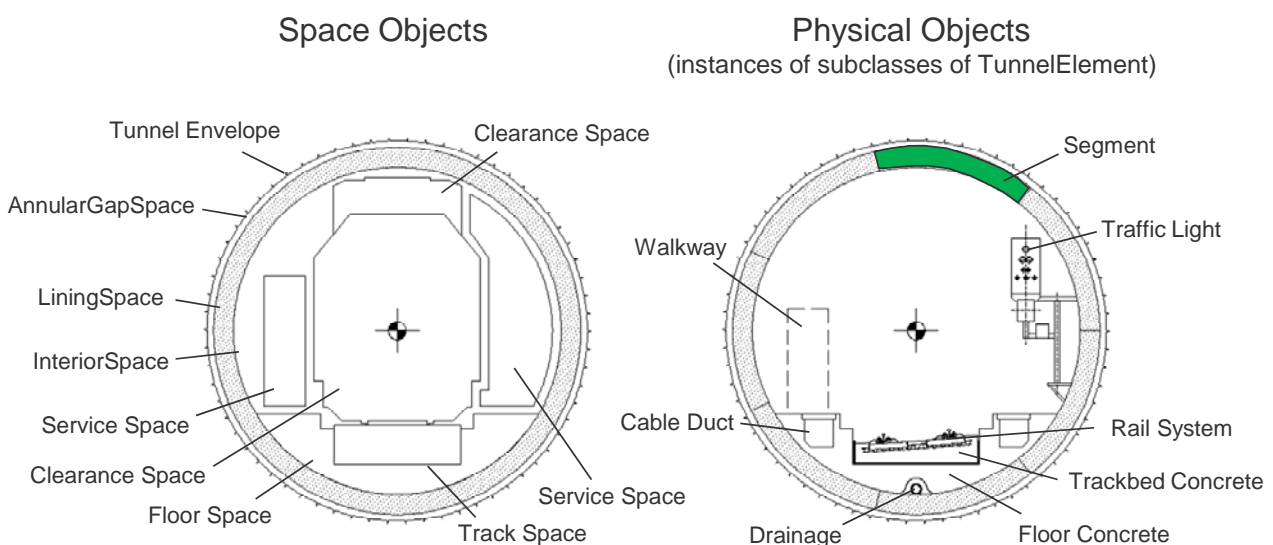 Space Objects
Physical Objects
(instances of subclasses of TunnelElement)
Tunnel Envelope
Clearance Space
AnnularGapSpace
LiningSpace
InteriorSpace
Service Space
Clearance Space
Floor Space
Track Space
Service Space
Segment
Traffic Light
Walkway
Cable Duct
Rail System
Trackbed Concrete
Drainage
Floor Concrete